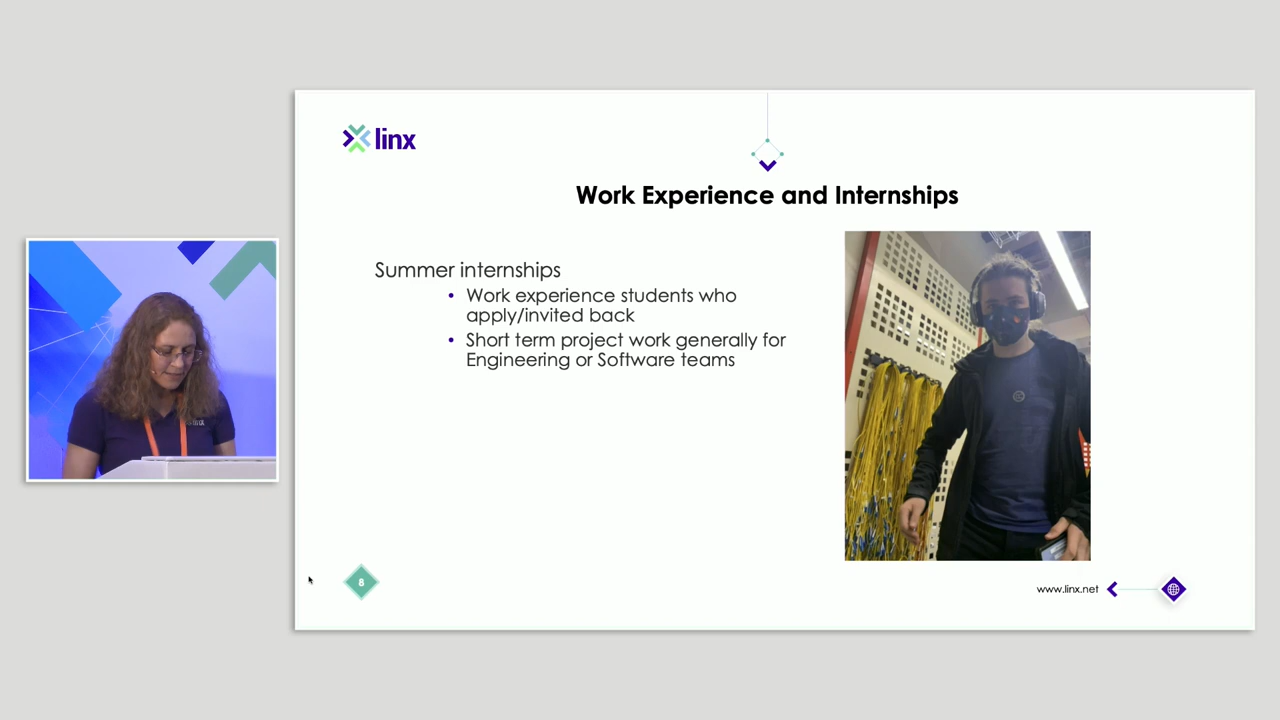 linx
Work Experience and Internships
Summer internships
• Work experience students who
apply/invited back
• Short term project work generally for
Engineering or Software teams
8
www.linx.net